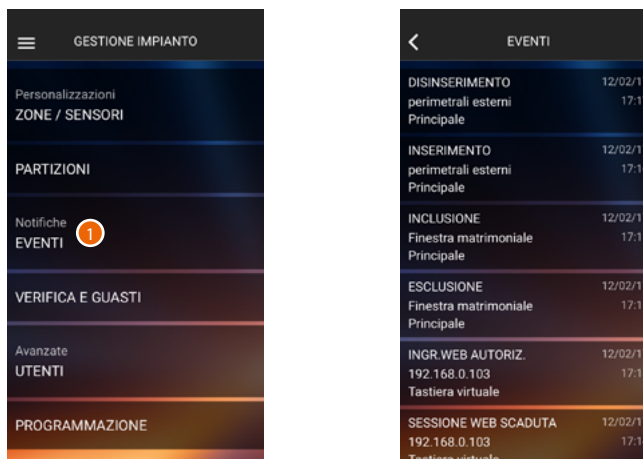 GESTIONE IMPIANTO
Personalizzazioni
ZONE / SENSORI
PARTIZIONI
Notifiche
EVENTI
1
VERIFICA E GUASTI
Avanzate
UTENTI
PROGRAMMAZIONE
EVENTI
DISINSERIMENTO
perimetrali esterni
Principale
INSERIMENTO
perimetrali esterni
Principale
INCLUSIONE
Finestra matrimoniale
Principale
ESCLUSIONE
Finestra matrimoniale
Principale
INGR.WEB AUTORIZ.
192.168.0.103
Tastiera virtuale
SESSIONE WEB SCADUTA
192.168.0.103
Tastiera virtuale